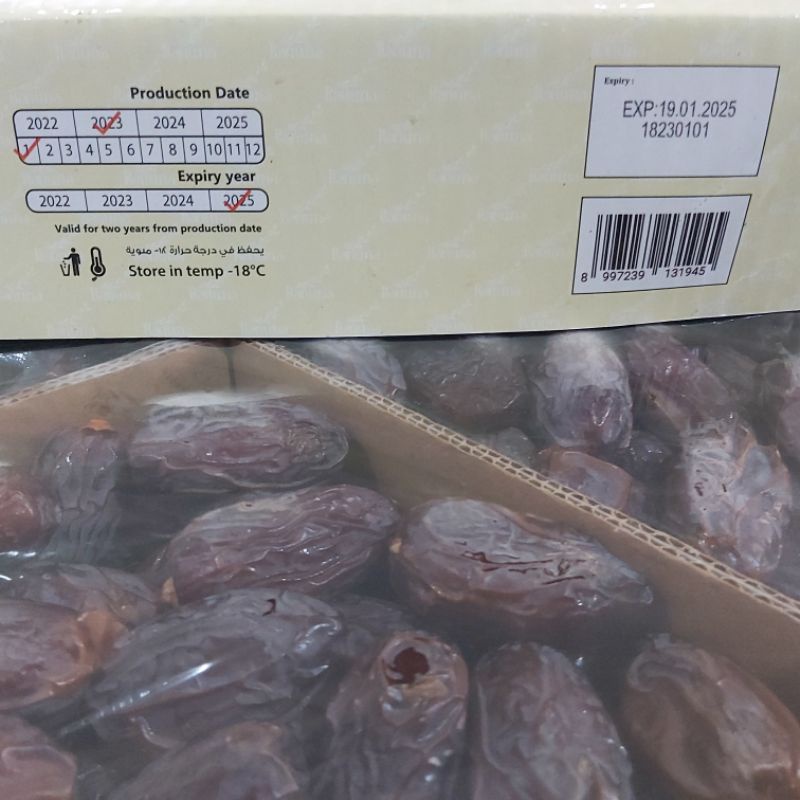 Production Date
2022 2023 2024 2025
1 2 3 4 5 6 7 8 9 10 11 12
Expiry year
2022 2023 2024 2025
Valid for two years from production date
يحفظ في درجة حرارة ١٨- مئوية
Store in temp -18°C
Expiry:
EXP:19.01.2025
18230101
8 997239 131945